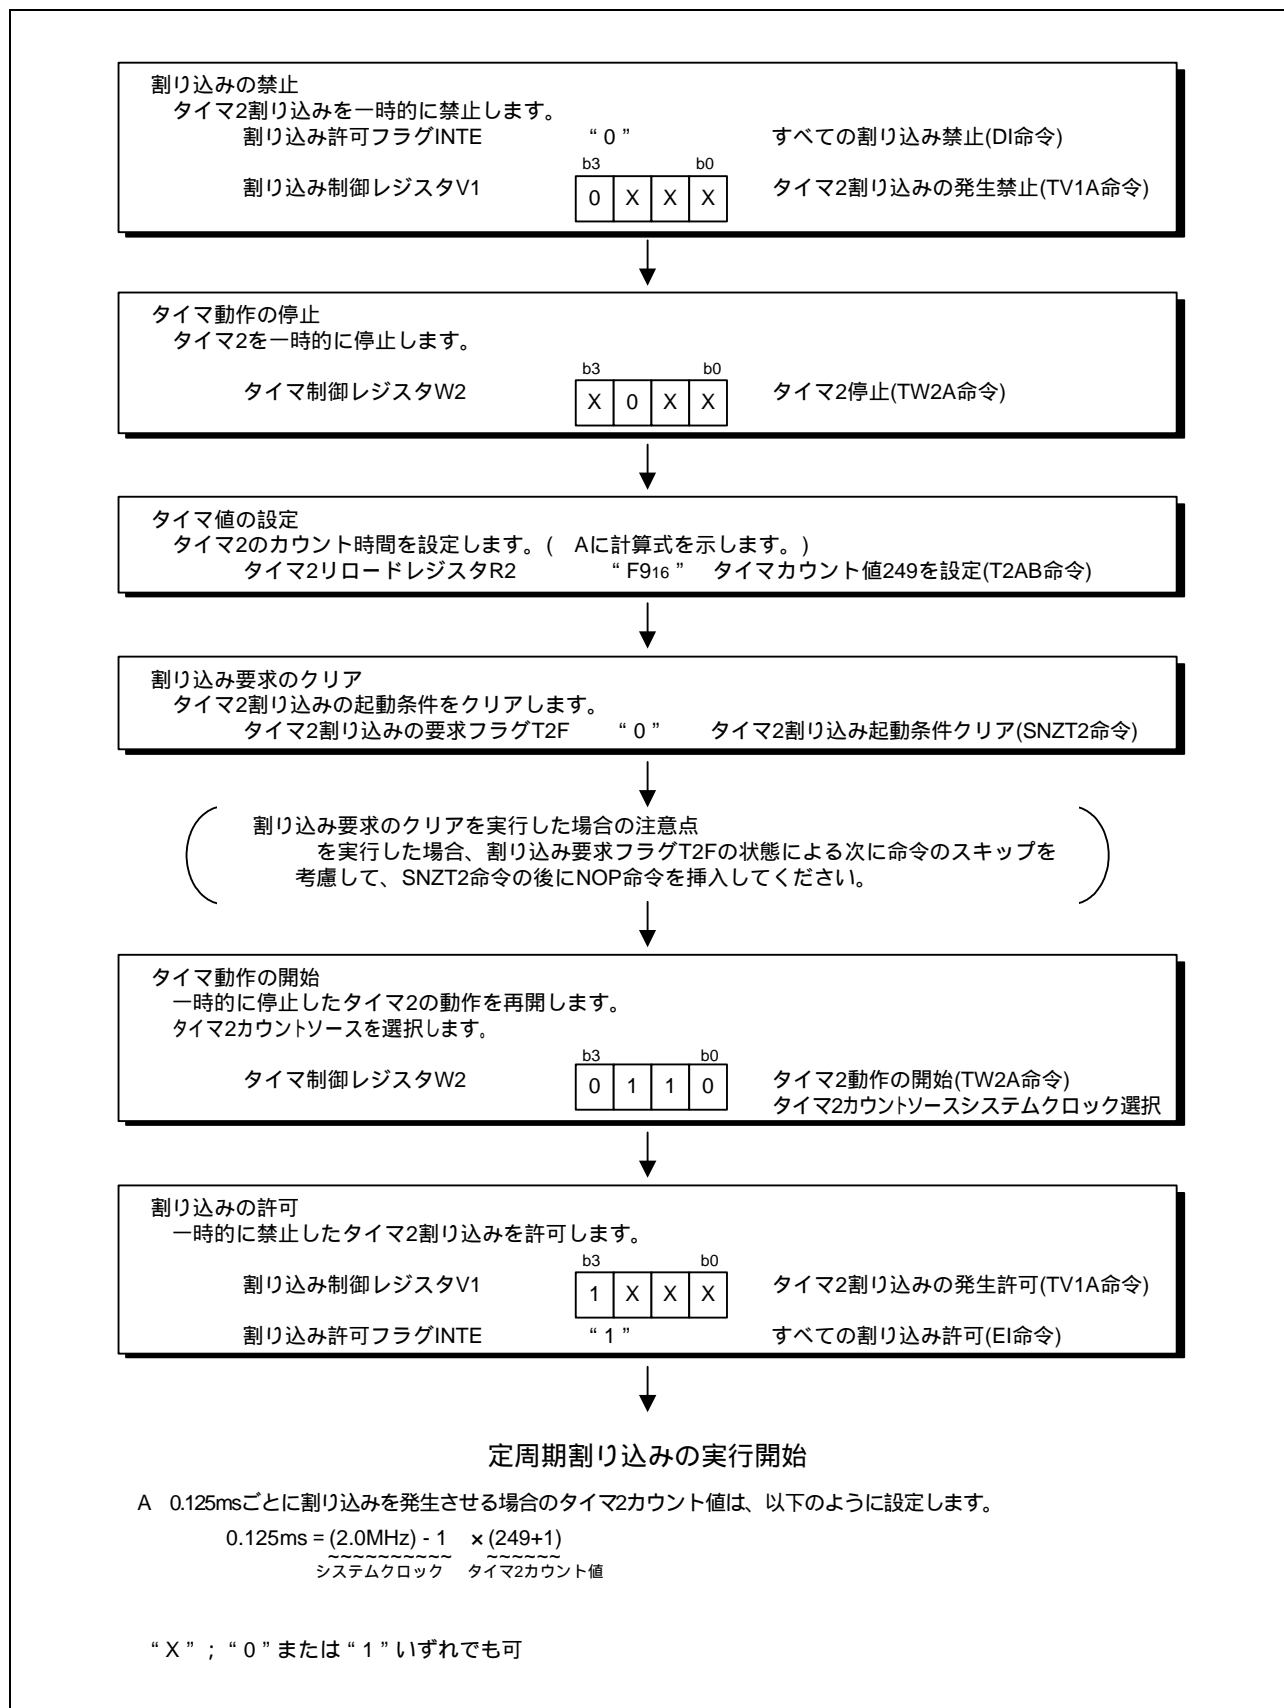 割り込みの禁止
タイマ2割り込みを一時的に禁止します。
割り込み許可フラグINTE “ 0 ” すべての割り込み禁止(DI命令)
b3 b0
割り込み制御レジスタV1 0 X X X タイマ2割り込みの発生禁止(TV1A命令)
タイマ動作の停止
タイマ2を一時的に停止します。
b3 b0
タイマ制御レジスタW2 X 0 X X タイマ2停止(TW2A命令)
タイマ値の設定
タイマ2のカウント時間を設定します。( Aに計算式を示します。)
タイマ2リロードレジスタR2 “ F916 ” タイマカウント値249を設定(T2AB命令)
割り込み要求のクリア
タイマ2割り込みの起動条件をクリアします。
タイマ2割り込みの要求フラグT2F “ 0 ” タイマ2割り込み起動条件クリア(SNZT2命令)
割り込み要求のクリアを実行した場合の注意点
を実行した場合、割り込み要求フラグT2Fの状態による次に命令のスキップを
考慮して、SNZT2命令の後にNOP命令を挿入してください。
タイマ動作の開始
一時的に停止したタイマ2の動作を再開します。
タイマ2カウントソースを選択します。
b3 b0
タイマ制御レジスタW2 0 1 1 0 タイマ2動作の開始(TW2A命令)
タイマ2カウントソースシステムクロック選択
割り込みの許可
一時的に禁止したタイマ2割り込みを許可します。
b3 b0
割り込み制御レジスタV1 1 X X X タイマ2割り込みの発生許可(TV1A命令)
割り込み許可フラグINTE “ 1 ” すべての割り込み許可(EI命令)
定周期割り込みの実行開始
A 0.125msごとに割り込みを発生させる場合のタイマ2カウント値は、以下のように設定します。
0.125ms = (2.0MHz) - 1 × (249+1)
システムクロック タイマ2カウント値
“ X ” ; “ 0 ” または “ 1 ” いずれでも可